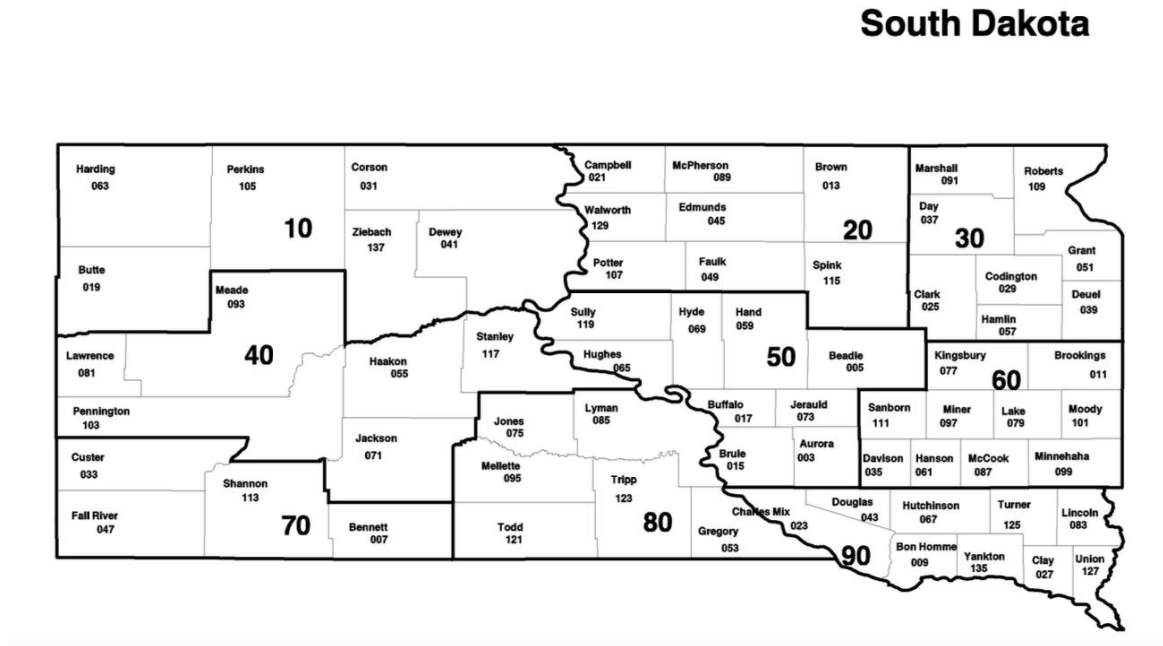 South Dakota
Harding
063
Perkins
105
Corson
031
10
Ziebach
137
Dewey
041
Butte
019
Meade
093
40
Lawrence
081
Haakon
055
Stanley
117
Pennington
103
Jackson
071
Custer
033
Fall River
047
Shannon
113
70
Bennett
007
Campbell
021
McPherson
089
Brown
013
Walworth
129
Edmunds
045
20
Potter
107
Faulk
049
Spink
115
Marshall
091
Roberts
109
Day
037
30
Grant
051
Codington
029
Clark
025
Deuel
039
Hamlin
057
Sully
119
Hyde
069
Hand
059
50
Hughes
065
Beadle
005
Buffalo
017
Jerauld
073
Brule
015
Aurora
003
Kingsbury
077
60
Brookings
011
Sanborn
111
Miner
097
Lake
079
Moody
101
Davison
035
Hanson
061
McCook
087
Minnehaha
099
Jones
075
Lyman
085
Mellette
095
Tripp
123
80
Todd
121
Gregory
053
Charles Mix
023
Douglas
043
90
Hutchinson
067
Turner
125
Lincoln
083
Bon Homme
009
Yankton
135
Clay
027
Union
127